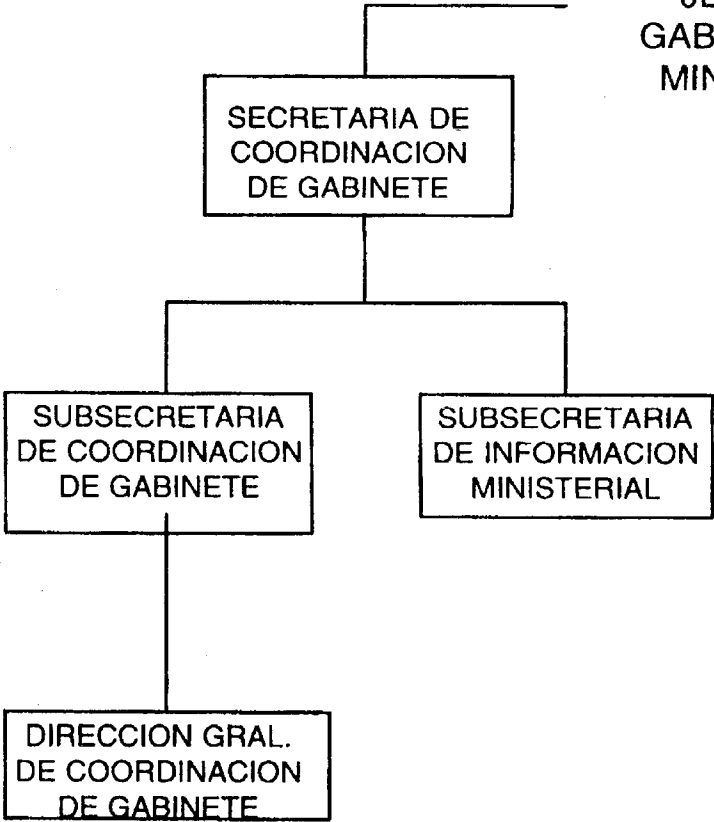 GAB
MIN
SECRETARIA DE
COORDINACION
DE GABINETE
SUBSECRETARIA
DE COORDINACION
DE GABINETE
SUBSECRETARIA
DE INFORMACION
MINISTERIAL
DIRECCION GRAL.
DE COORDINACION
DE GABINETE